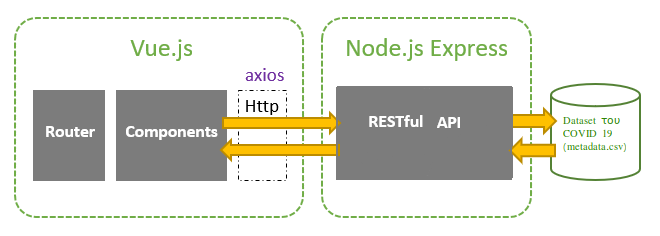 Vue.js
Node.js Express
axios
Http
Router
Components
RESTful API
Dataset του
COVID 19
(metadata.csv)